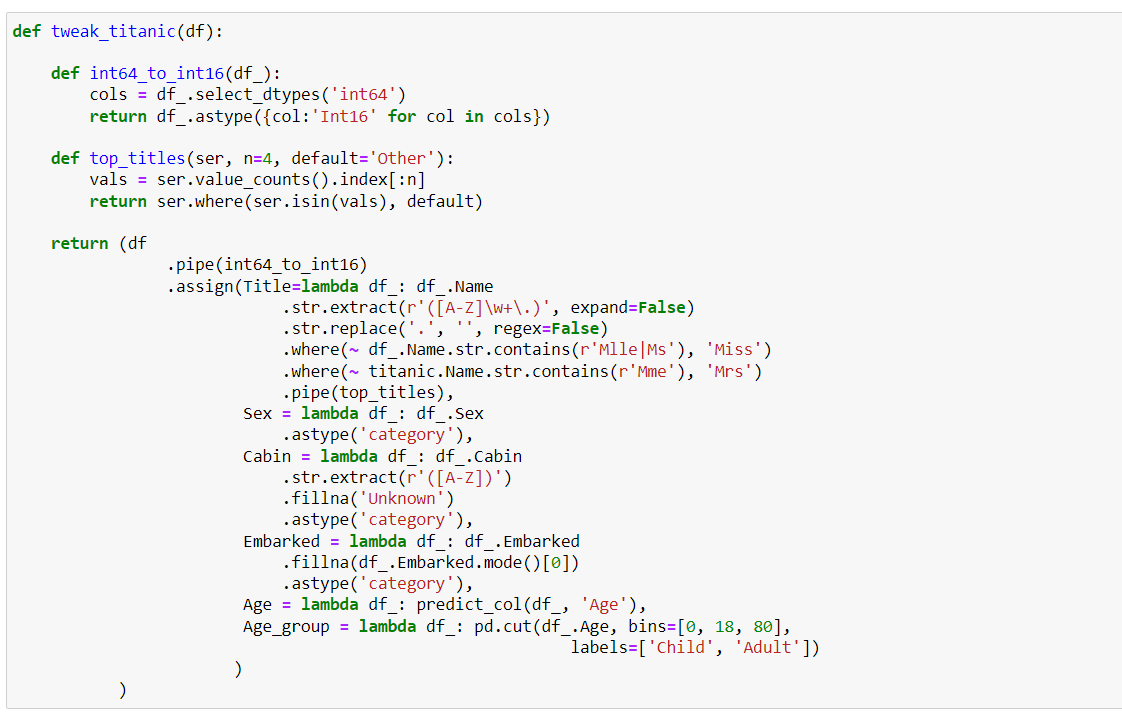 def tweak_titanic(df):

    def int64_to_int16(df_):
        cols = df_.select_dtypes('int64')
        return df_.astype({col:'Int16' for col in cols})

    def top_titles(ser, n=4, default='Other'):
        vals = ser.value_counts().index[:n]
        return ser.where(ser.isin(vals), default)

    return (df
                .pipe(int64_to_int16)
                .assign(Title=lambda df_: df_.Name
                            .str.extract(r'([A-Z]\w+\.)', expand=False)
                            .str.replace('.', '', regex=False)
                            .where(~ df_.Name.str.contains(r'Mlle|Ms'), 'Miss')
                            .where(~ titanic.Name.str.contains(r'Mme'), 'Mrs')
                            .pipe(top_titles),
                        Sex = lambda df_: df_.Sex
                            .astype('category'),
                        Cabin = lambda df_: df_.Cabin
                            .str.extract(r'([A-Z])')
                            .fillna('Unknown')
                            .astype('category'),
                        Embarked = lambda df_: df_.Embarked
                            .fillna(df_.Embarked.mode()[0])
                            .astype('category'),
                        Age = lambda df_: predict_col(df_, 'Age'),
                        Age_group = lambda df_: pd.cut(df_.Age, bins=[0, 18, 80],
                                                          labels=['Child', 'Adult'])
                       )
           )